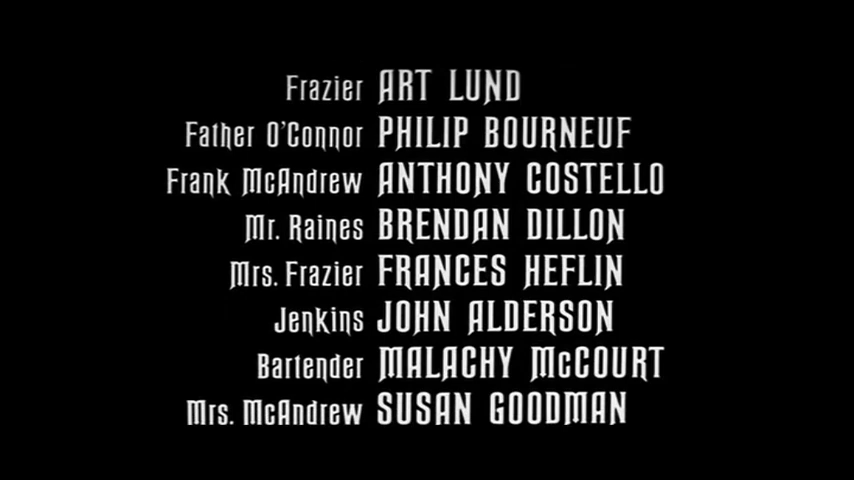 Frazier ART LUND
Father O'Connor PHILIP BOURNEUF
Frank McAndrew ANTHONY COSTELLO
Mr. Raines BRENDAN DILLON
Mrs. Frazier FRANCES HEFLIN
Jenkins JOHN ALDERSON
Bartender MALACHY McCOURT
Mrs. McAndrew SUSAN GOODMAN